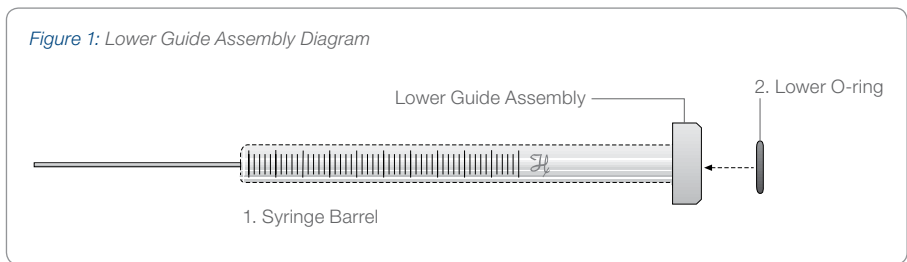 Figure 1: Lower Guide Assembly Diagram
Lower Guide Assembly
2. Lower O-ring
H
1. Syringe Barrel